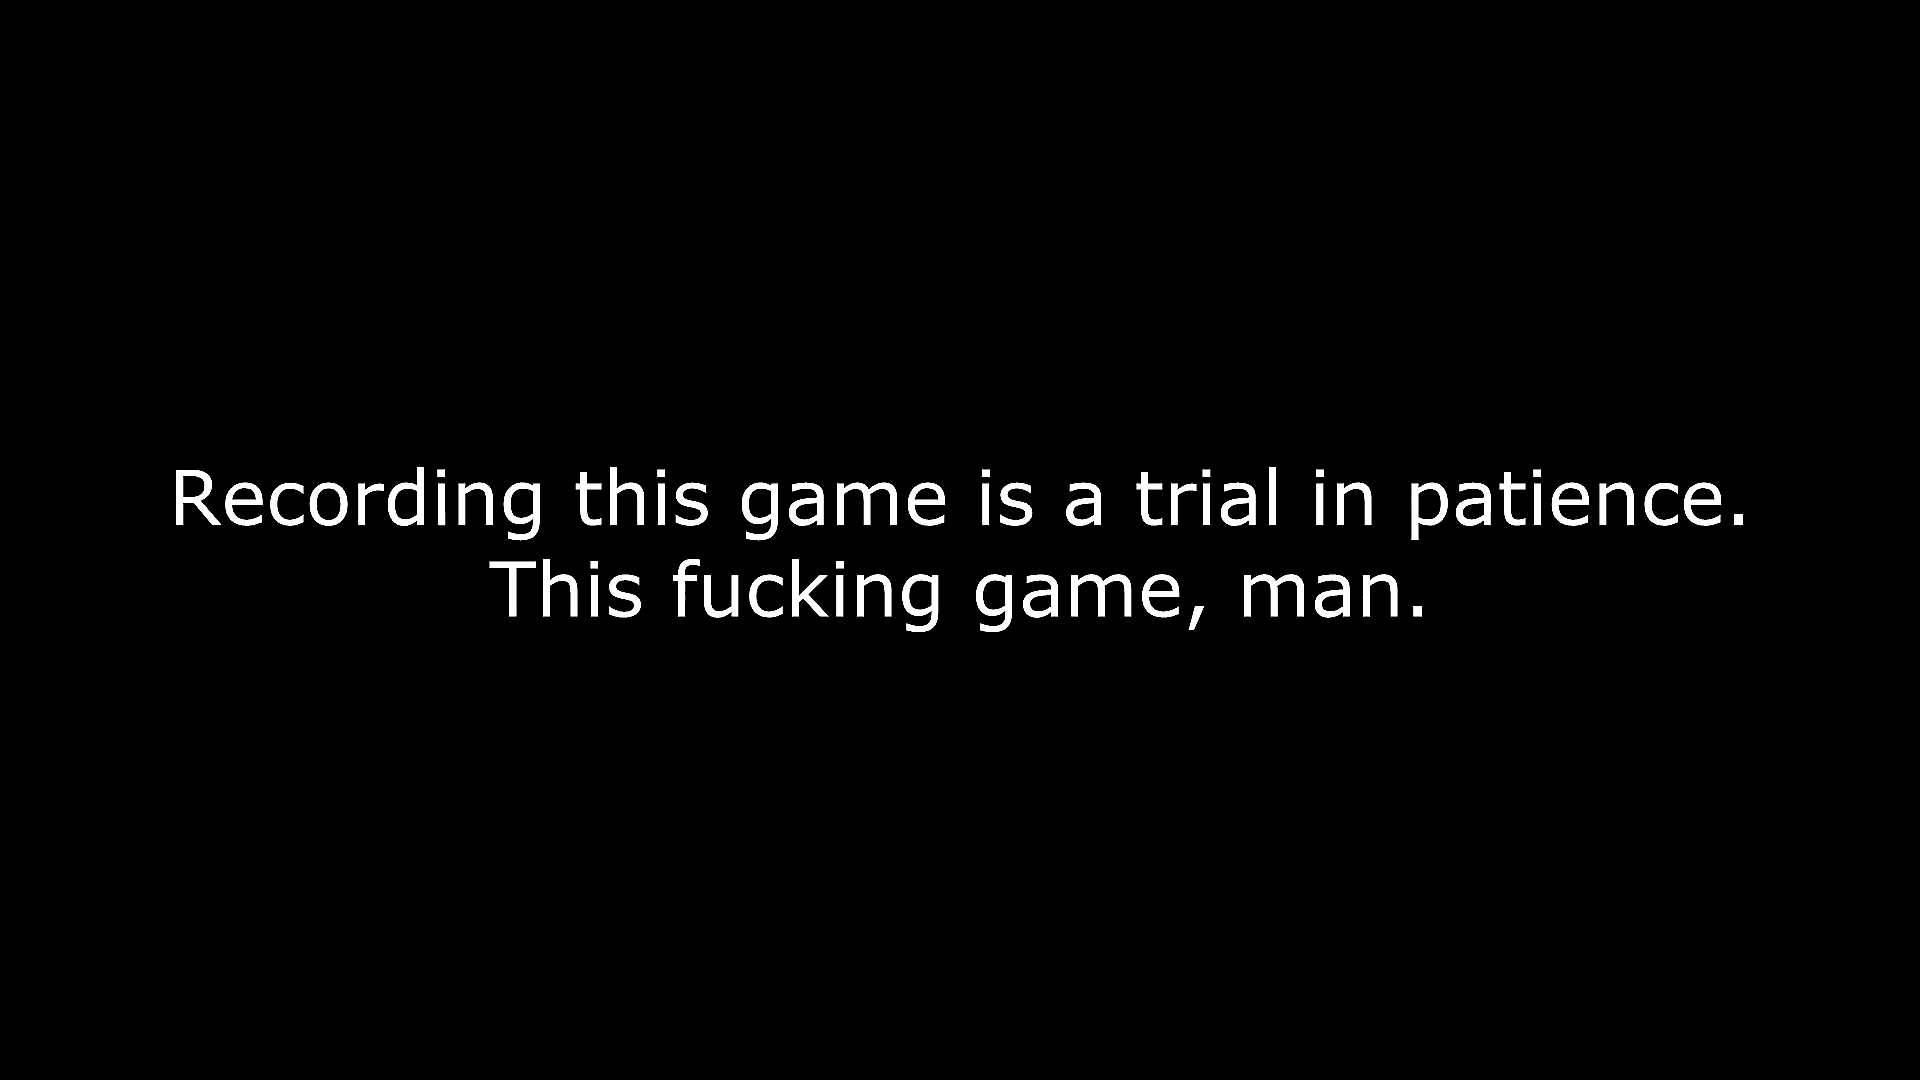 Recording this game is a trial in patience.
This fucking game, man.